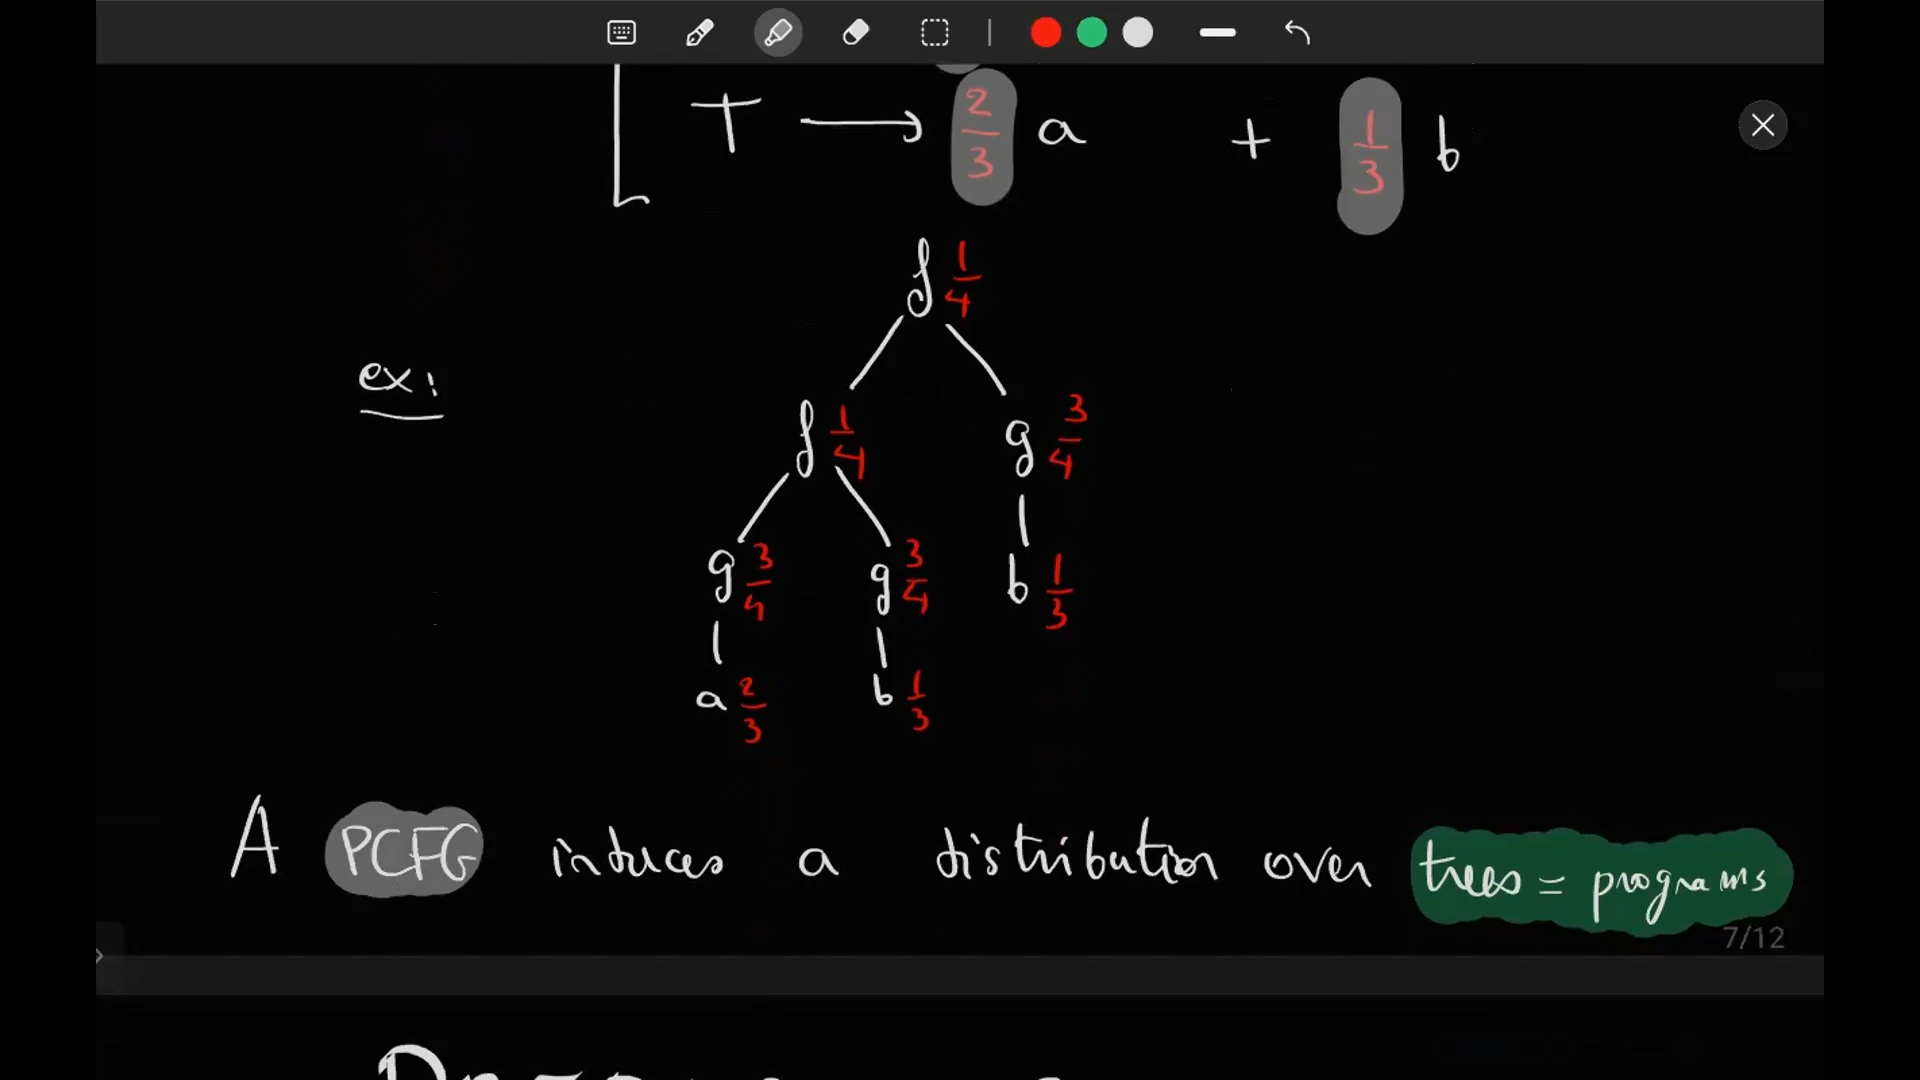 T → 2/3 a + 1/3 b
f 1/4
ex:
f 1/4 g 3/4
g 3/4 g 3/4 b 1/3
a 2/3 b 1/3
A PCFG induces a distribution over trees = programs
7/12